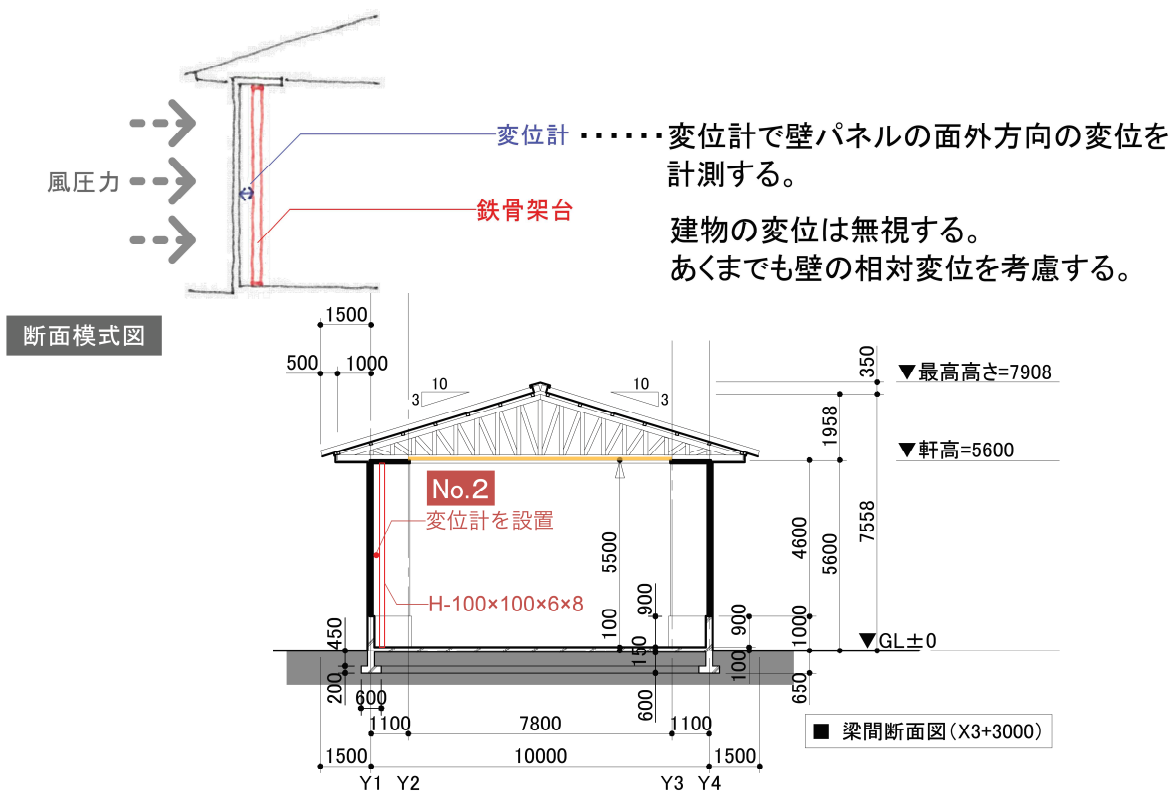 変位計 ・・・・・・変位計で壁パネルの面外方向の変位を
計測する。
風圧力
鉄骨架台
建物の変位は無視する。
あくまでも壁の相対変位を考慮する。
断面模式図
1500
500 1000
10
3
10
3
350
▼最高高さ=7908
1958
▼軒高=5600
No.2
変位計を設置
H-100×100×6×8
5500
100
4600
5600
7558
900
150
600
900
100
1000
650
▼GL±0
450
200
600
1100 7800 1100
1500 10000 1500
Y1 Y2 Y3 Y4
■ 梁間断面図(X3+3000)